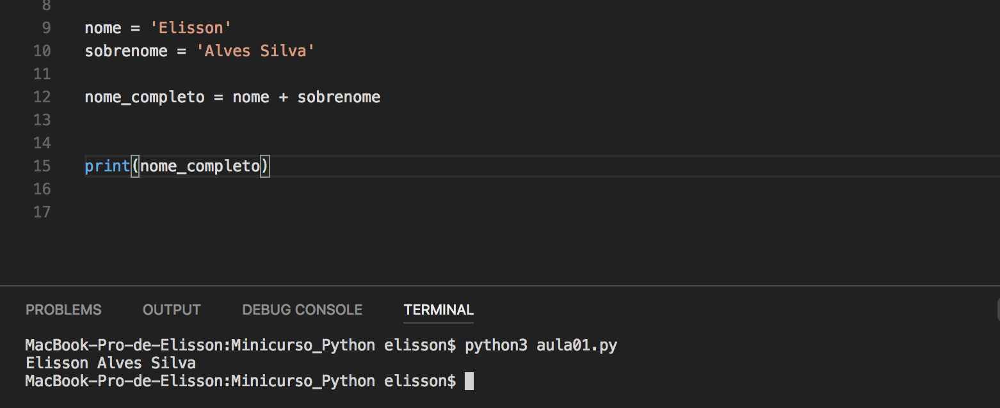 8
9 nome = 'Elisson'
10 sobrenome = 'Alves Silva'
11
12 nome_completo = nome + sobrenome
13
14
15 print(nome_completo)
16
17
PROBLEMS OUTPUT DEBUG CONSOLE TERMINAL
MacBook-Pro-de-Elisson:Minicurso_Python elisson$ python3 aula01.py
Elisson Alves Silva
MacBook-Pro-de-Elisson:Minicurso_Python elisson$